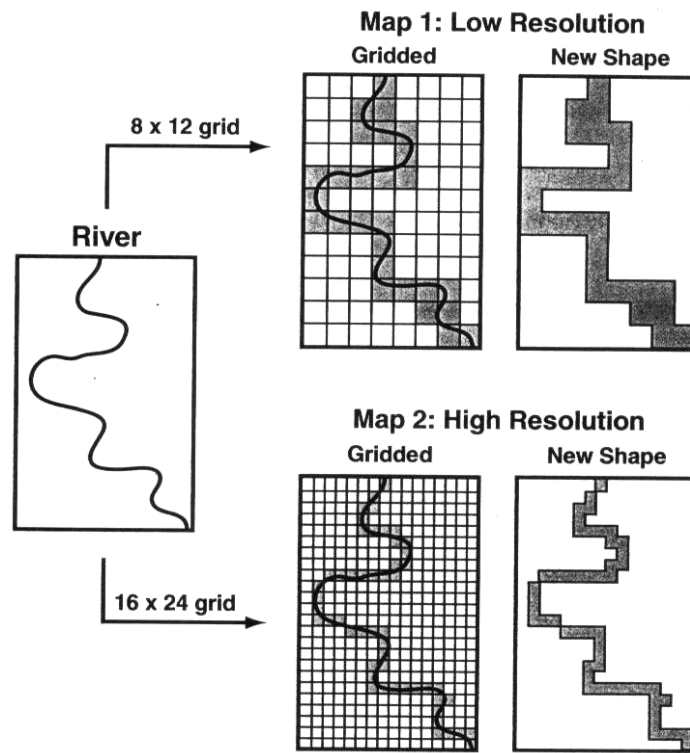 Map 1: Low Resolution
Gridded
New Shape
8 x 12 grid
River
Map 2: High Resolution
Gridded
New Shape
16 x 24 grid